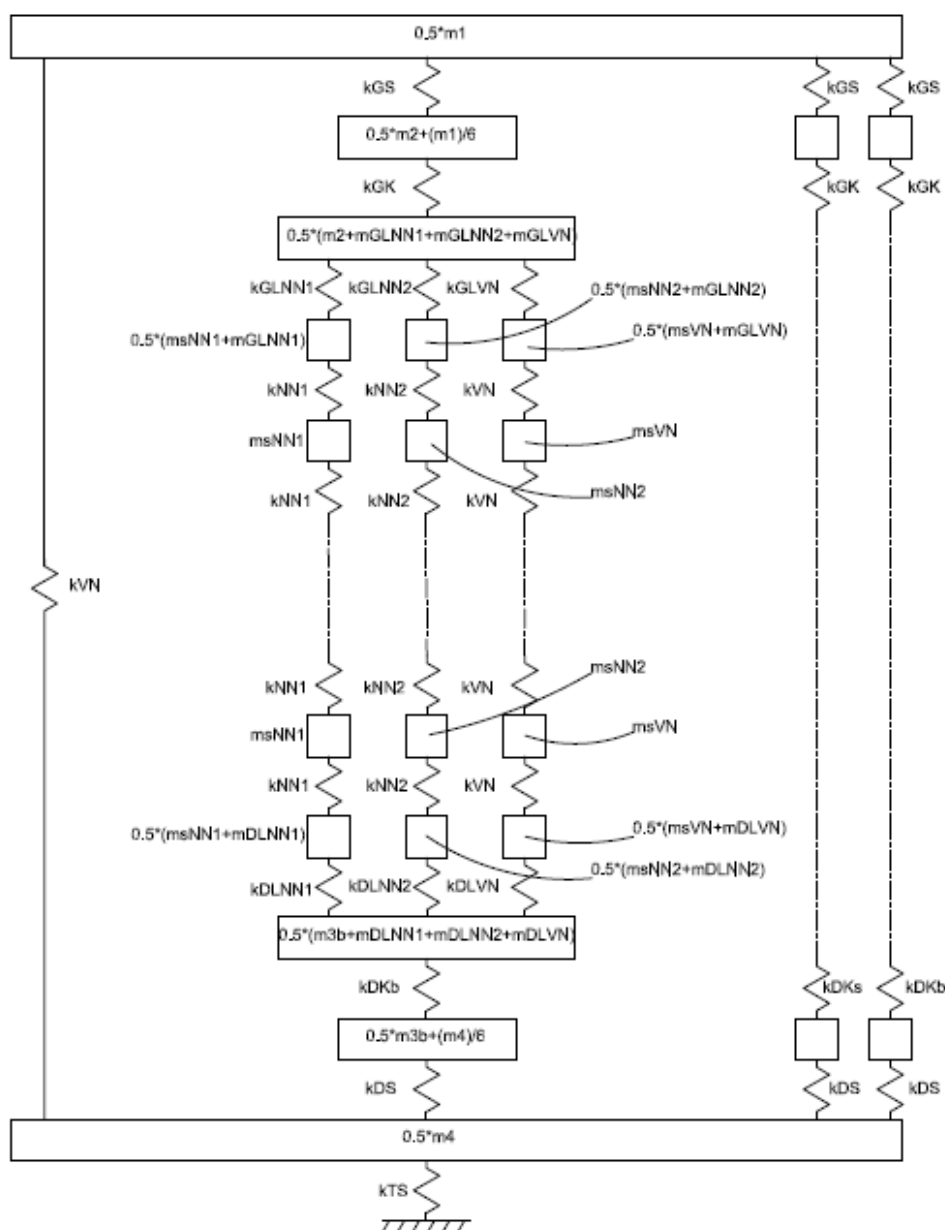 0.5*m1
kGS
kGS
kGS
0.5*m2+(m1)/6
kGK
kGK
kGK
0.5*(m2+mGLNN1+mGLNN2+mGLVN)
kGLNN1
kGLNN2
kGLVN
0.5*(msNN2+mGLNN2)
0.5*(msNN1+mGLNN1)
0.5*(msVN+mGLVN)
kNN1
kNN2
kVN
msNN1
msVN
msNN2
kNN1
kNN2
kVN
kVN
msNN2
kNN1
kNN2
kVN
msNN1
msVN
kNN1
kNN2
kVN
0.5*(msNN1+mDLNN1)
0.5*(msVN+mDLVN)
0.5*(msNN2+mDLNN2)
kDLNN1
kDLNN2
kDLVN
0.5*(m3b+mDLNN1+mDLNN2+mDLVN)
kDKb
kDKs
kDKb
0.5*m3b+(m4)/6
kDS
kDS
kDS
0.5*m4
kTS